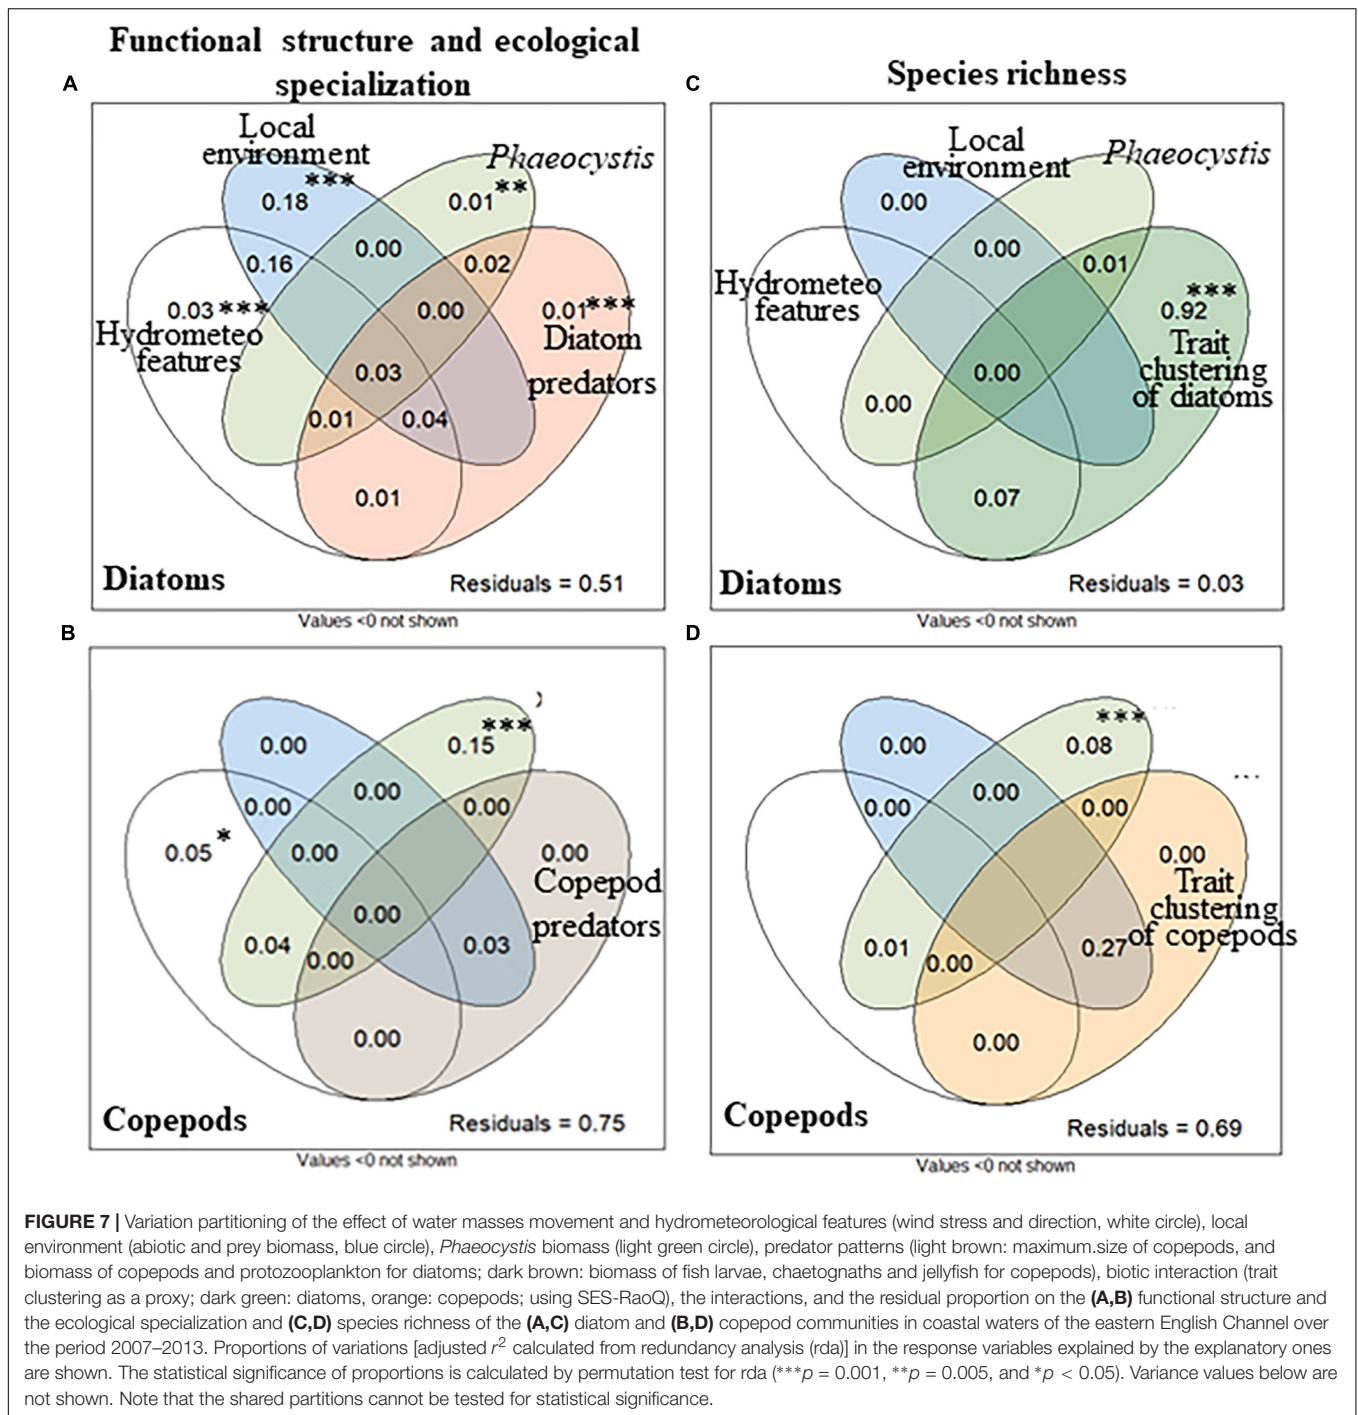 Functional structure and ecological
specialization
Species richness
A
Local
environment
***
Phaeocystis
**
0.18
0.01
0.00
0.16
0.02
0.03 ***
0.00
0.01 ***
Hydrometeo
features
Diatom
predators
0.03
0.01
0.04
0.01
Diatoms
Residuals = 0.51
Values <0 not shown
C
Local
environment
Phaeocystis
0.00
0.00
0.01
Hydrometeo
features
***
0.92
Trait
clustering
of diatoms
0.00
0.00
0.07
Diatoms
Residuals = 0.03
Values <0 not shown
B
***
0.00
0.15
0.00
0.00
0.00
*
0.05
0.00
0.00
Copepod
predators
0.00
0.04
0.00
0.03
0.00
Copepods
Residuals = 0.75
Values <0 not shown
D
***
0.00
0.08
0.00
0.00
0.00
0.00
Trait
clustering
of copepods
0.01
0.00
0.27
0.00
Copepods
Residuals = 0.69
Values <0 not shown
FIGURE 7 | Variation partitioning of the effect of water masses movement and hydrometeorological features (wind stress and direction, white circle), local
environment (abiotic and prey biomass, blue circle), Phaeocystis biomass (light green circle), predator patterns (light brown: maximum.size of copepods, and
biomass of copepods and protozooplankton for diatoms; dark brown: biomass of fish larvae, chaetognaths and jellyfish for copepods), biotic interaction (trait
clustering as a proxy; dark green: diatoms, orange: copepods; using SES-RaoQ), the interactions, and the residual proportion on the (A,B) functional structure and
the ecological specialization and (C,D) species richness of the (A,C) diatom and (B,D) copepod communities in coastal waters of the eastern English Channel over
the period 2007–2013. Proportions of variations [adjusted r² calculated from redundancy analysis (rda)] in the response variables explained by the explanatory ones
are shown. The statistical significance of proportions is calculated by permutation test for rda (***p = 0.001, **p = 0.005, and *p < 0.05). Variance values below are
not shown. Note that the shared partitions cannot be tested for statistical significance.